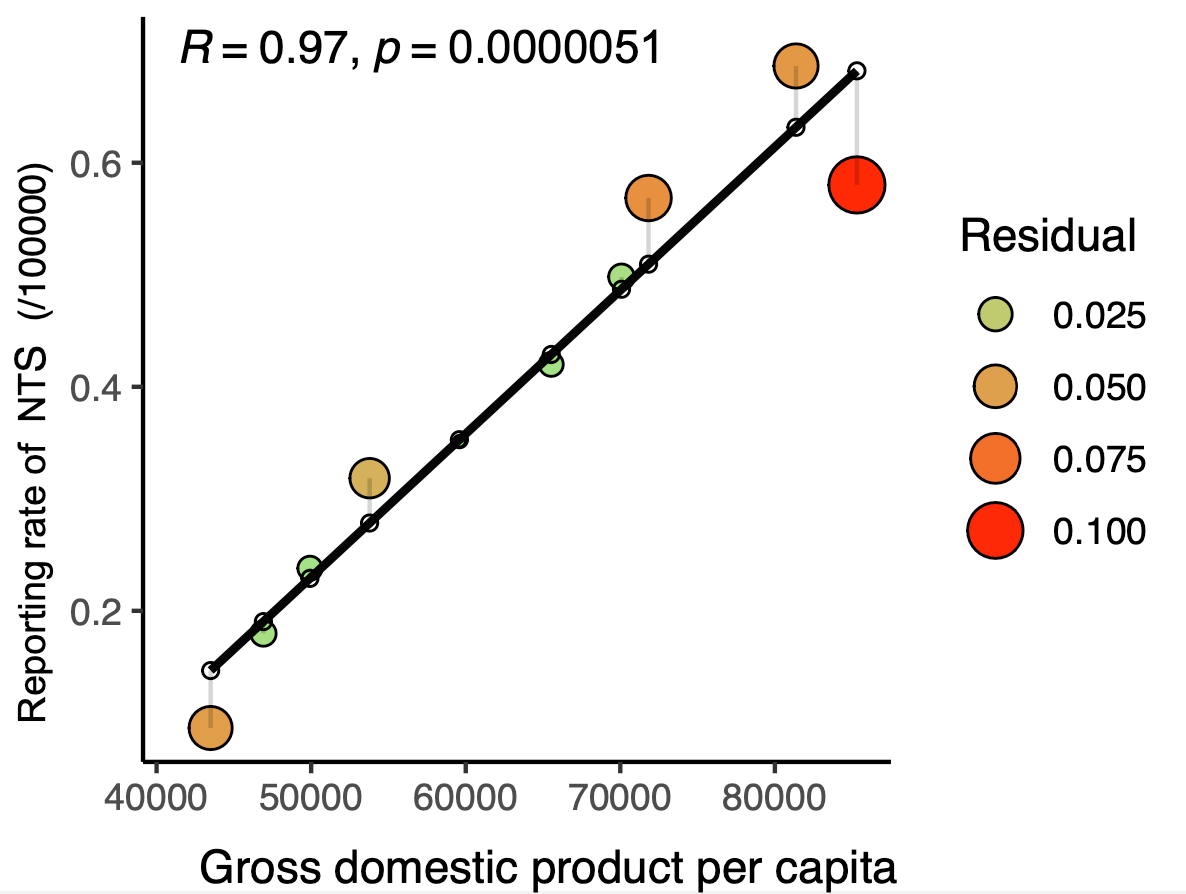 R = 0.97, p = 0.0000051
Reporting rate of NTS (/100000)
0.6
0.4
0.2
40000 50000 60000 70000 80000
Gross domestic product per capita
Residual
0.025
0.050
0.075
0.100